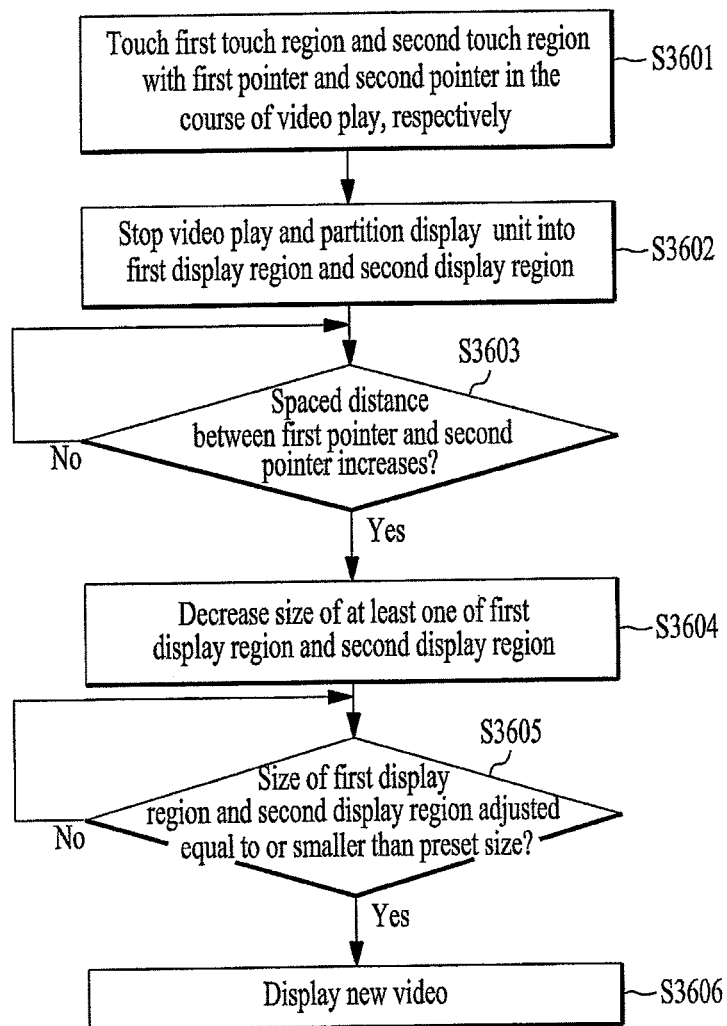 Touch first touch region and second touch region
with first pointer and second pointer in the
course of video play, respectively
S3601
Stop video play and partition display unit into
first display region and second display region
S3602
S3603
Spaced distance
between first pointer and second
pointer increases?
No
Yes
Decrease size of at least one of first
display region and second display region
S3604
S3605
Size of first display
region and second display region adjusted
equal to or smaller than preset size?
No
Yes
Display new video
S3606